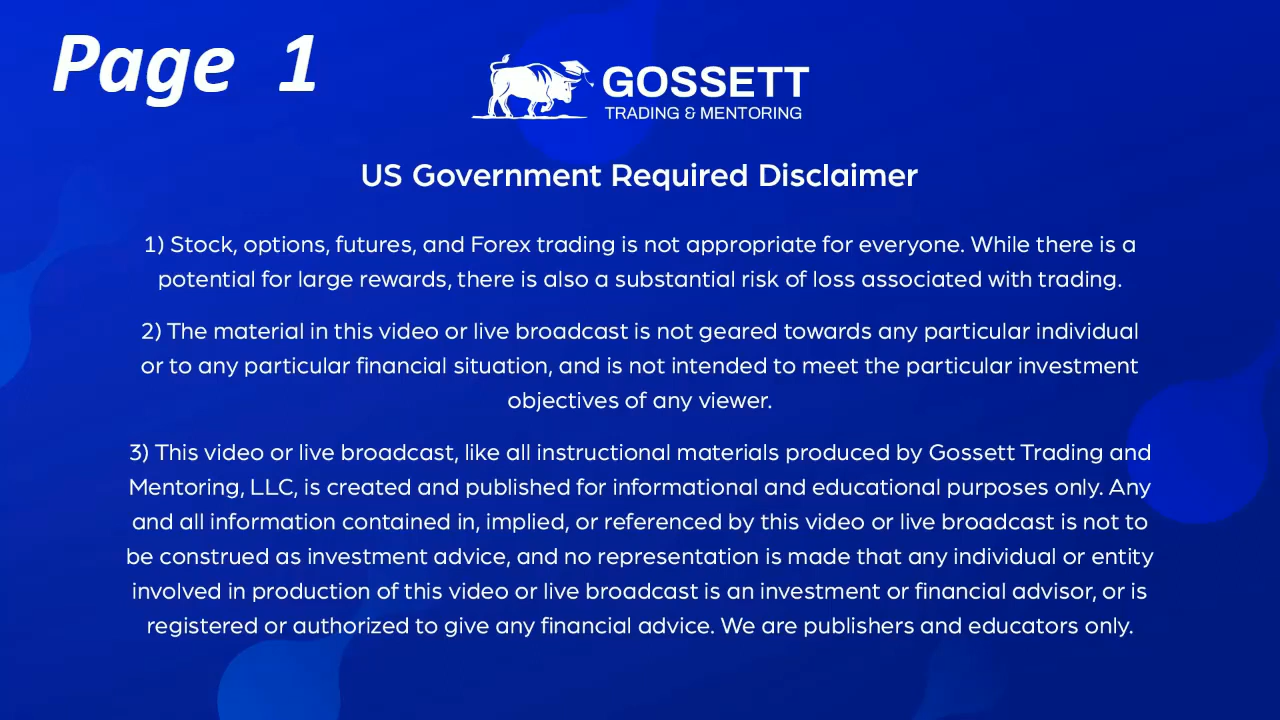 Page 1
GOSSETT
TRADING & MENTORING
US Government Required Disclaimer
1) Stock, options, futures, and Forex trading is not appropriate for everyone. While there is a
potential for large rewards, there is also a substantial risk of loss associated with trading.
2) The material in this video or live broadcast is not geared towards any particular individual
or to any particular financial situation, and is not intended to meet the particular investment
objectives of any viewer.
3) This video or live broadcast, like all instructional materials produced by Gossett Trading and
Mentoring, LLC, is created and published for informational and educational purposes only. Any
and all information contained in, implied, or referenced by this video or live broadcast is not to
be construed as investment advice, and no representation is made that any individual or entity
involved in production of this video or live broadcast is an investment or financial advisor, or is
registered or authorized to give any financial advice. We are publishers and educators only.